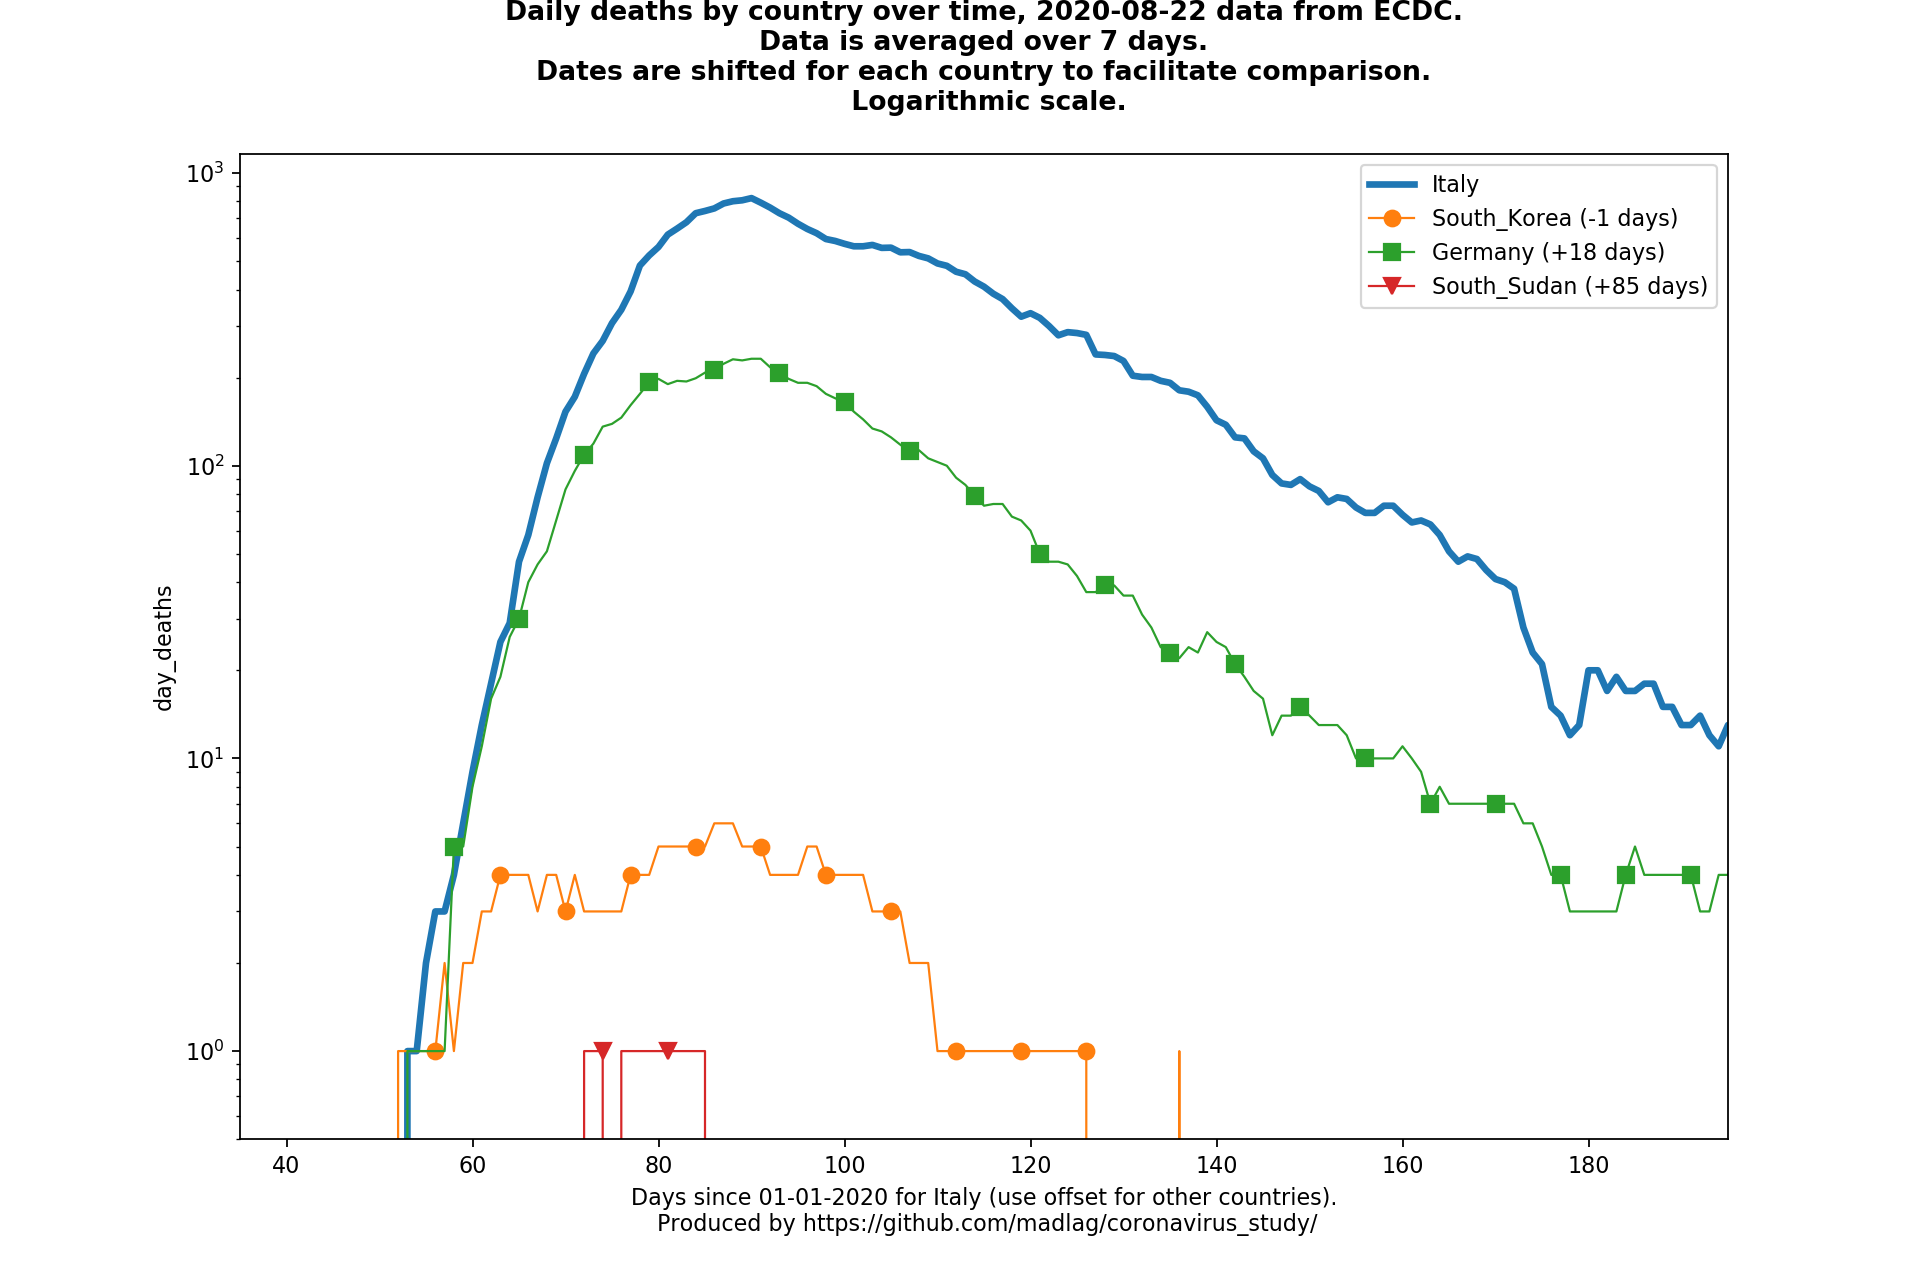 Daily deaths by country over time, 2020-08-22 data from ECDC.
Data is averaged over 7 days.
Dates are shifted for each country to facilitate comparison.
Logarithmic scale.
10³
10²
10¹
10⁰
day_deaths
Italy
South_Korea (-1 days)
Germany (+18 days)
South_Sudan (+85 days)
40 60 80 100 120 140 160 180
Days since 01-01-2020 for Italy (use offset for other countries).
Produced by https://github.com/madlag/coronavirus_study/